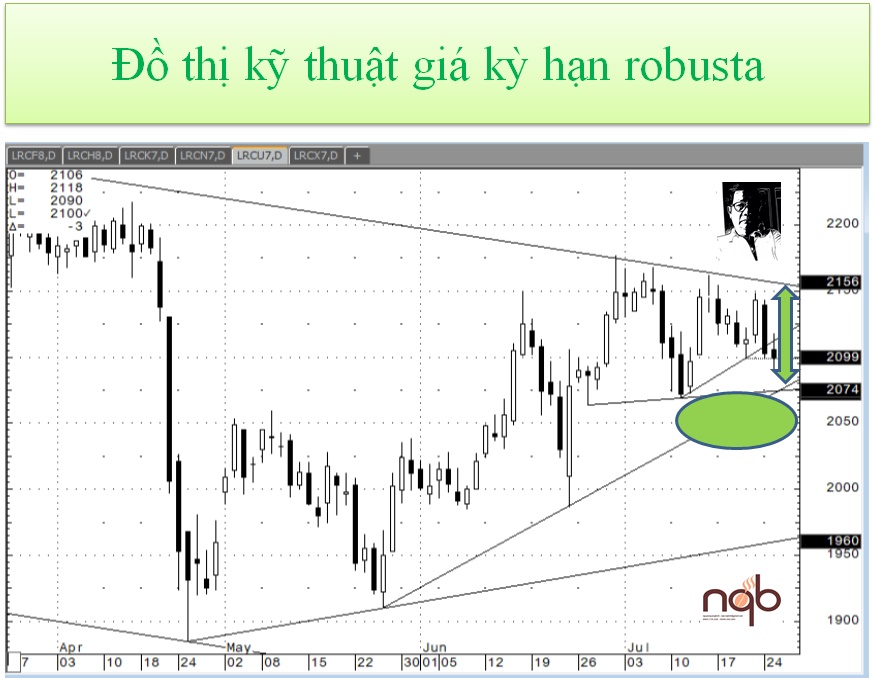 Đồ thị kỹ thuật giá kỳ hạn robusta
LRCF8,D LRCH8,D LRCK7,D LRCN7,D LRCU7,D LRCX7,D +
O= 2106
H= 2118
L= 2090
L= 2100✓
Δ= -3
2200
2156
2150
2099
2074
2050
2000
1960
1950
1900
nqb
Apr May Jun Jul
7 03 10 18 24 02 08 15 22 30 01 05 12 19 26 03 10 17 24